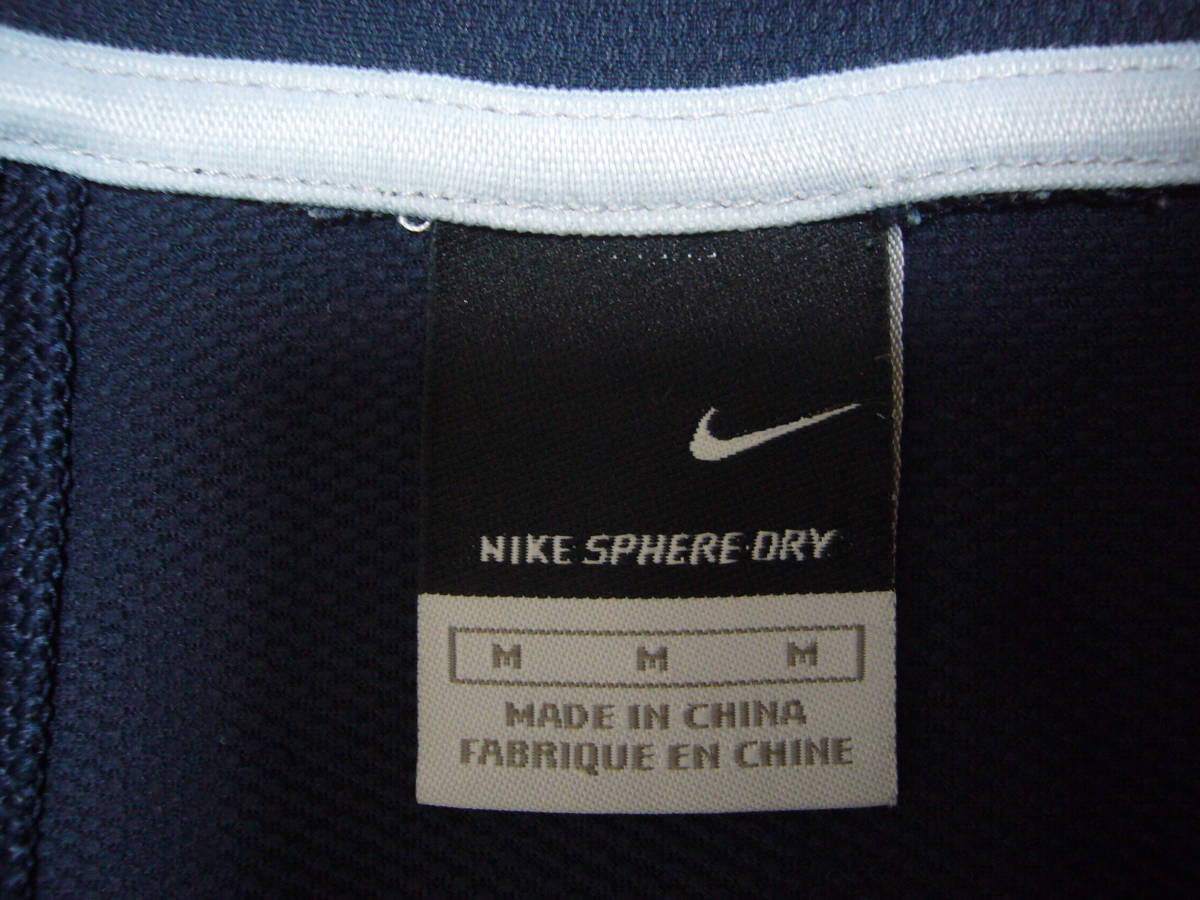 NIKE SPHERE DRY
M M M
MADE IN CHINA
FABRIQUE EN CHINE